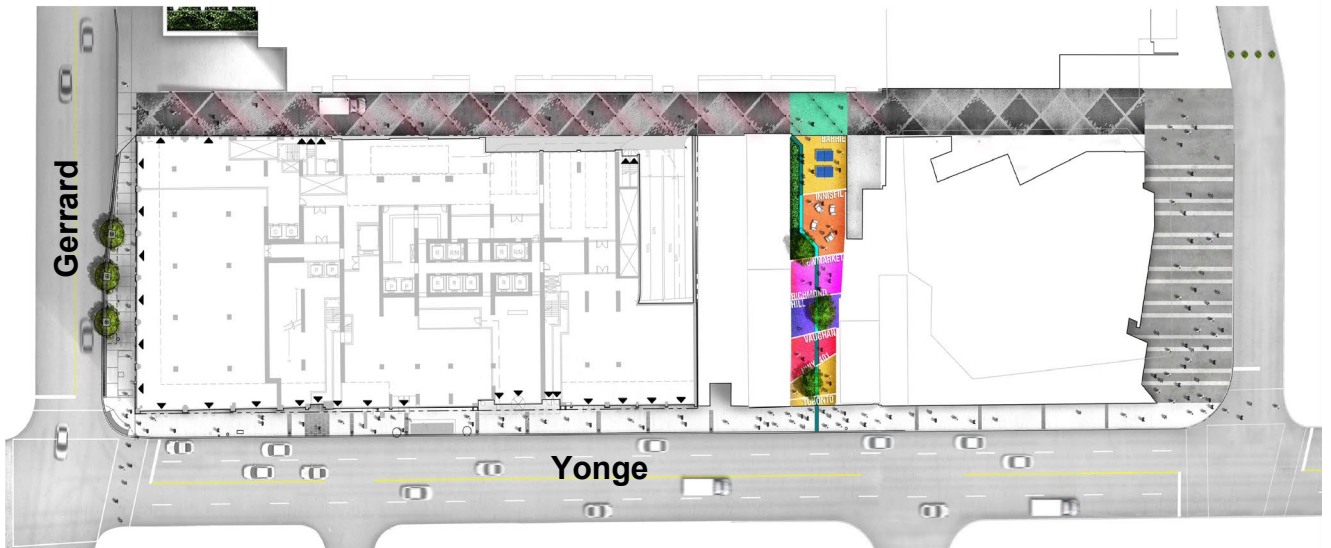 Gerrard
BARRIE
INNISFIL
NEWMARKET
RICHMOND
HILL
VAUGHAN
TORONTO
Yonge